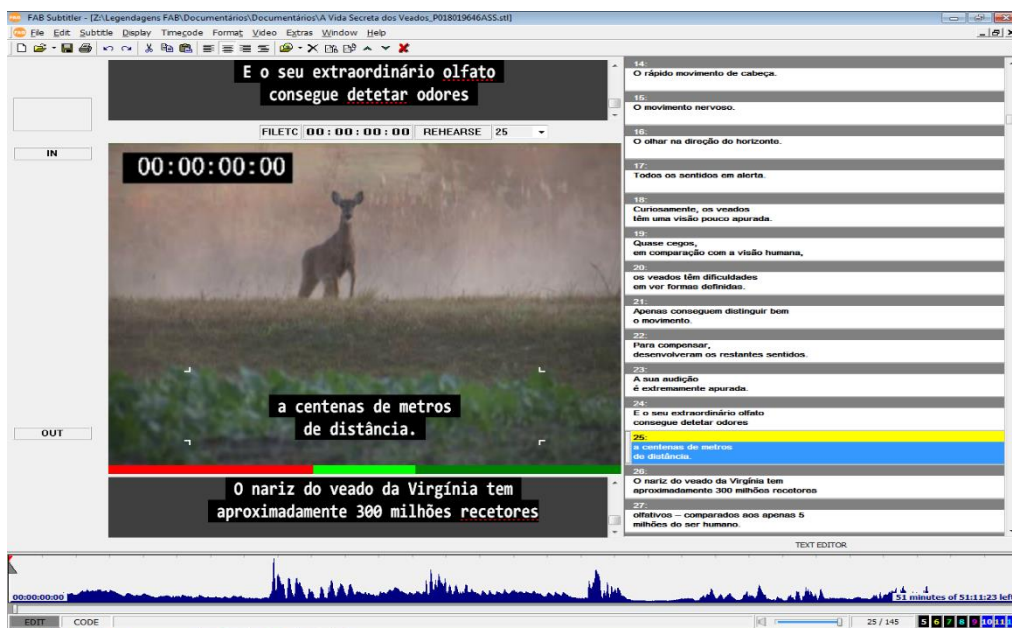 FAB Subtitler - [Z:\Legendagens FAB\Documentários\Documentários\A Vida Secreta dos Veados_P018019646ASS.stl]
File Edit Subtitle Display Timecode Format Video Extras Window Help
E o seu extraordinário olfato
consegue detetar odores
FILETC 00:00:00:00 REHEARSE 25
IN
00:00:00:00
a centenas de metros
de distância.
OUT
O nariz do veado da Virgínia tem
aproximadamente 300 milhões recetores
14:
O rápido movimento de cabeça.
15:
O movimento nervoso.
16:
O olhar na direção do horizonte.
17:
Todos os sentidos em alerta.
18:
Curiosamente, os veados
têm uma visão pouco apurada.
19:
Quase cegos,
em comparação com a visão humana,
20:
os veados têm dificuldades
em ver formas definidas.
21:
Apenas conseguem distinguir bem
o movimento.
22:
Para compensar,
desenvolveram os restantes sentidos.
23:
A sua audição
é extremamente apurada.
24:
E o seu extraordinário olfato
consegue detetar odores
25:
a centenas de metros
de distância.
26:
O nariz do veado da Virgínia tem
aproximadamente 300 milhões recetores
27:
olfativos – comparados aos apenas 5
milhões do ser humano.
TEXT EDITOR
00:00:00:00
51 minutes of 51:11:23 left
EDIT CODE
25 / 145
5 6 7 8 9 10 11 1